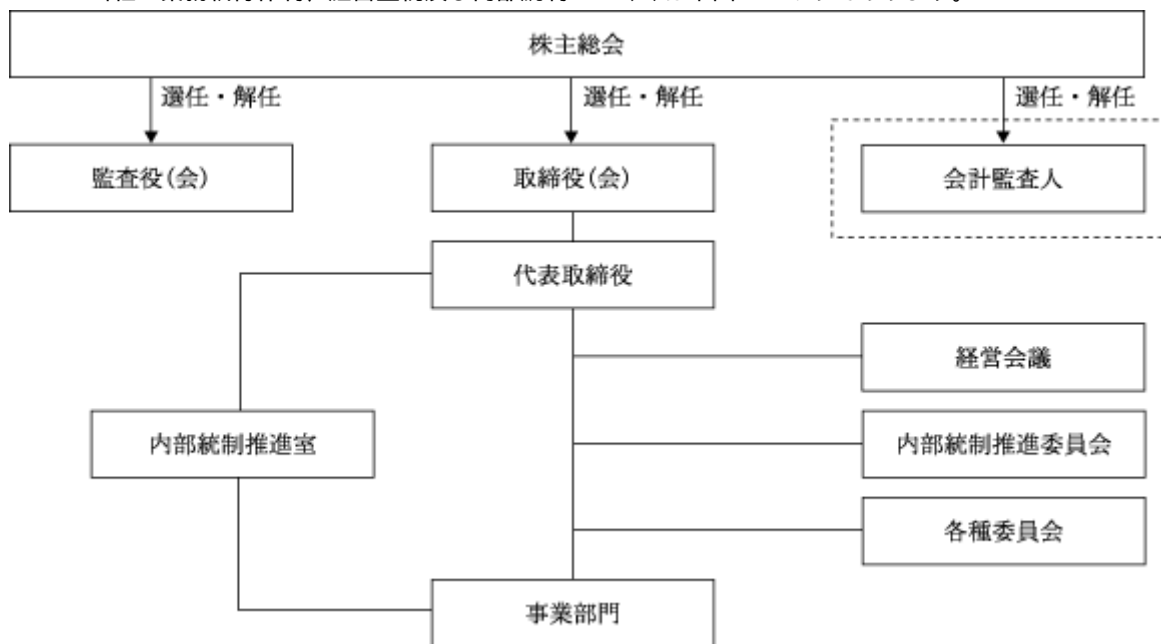 株主総会
選任・解任
選任・解任
選任・解任
監査役(会)
取締役(会)
会計監査人
代表取締役
経営会議
内部統制推進室
内部統制推進委員会
各種委員会
事業部門